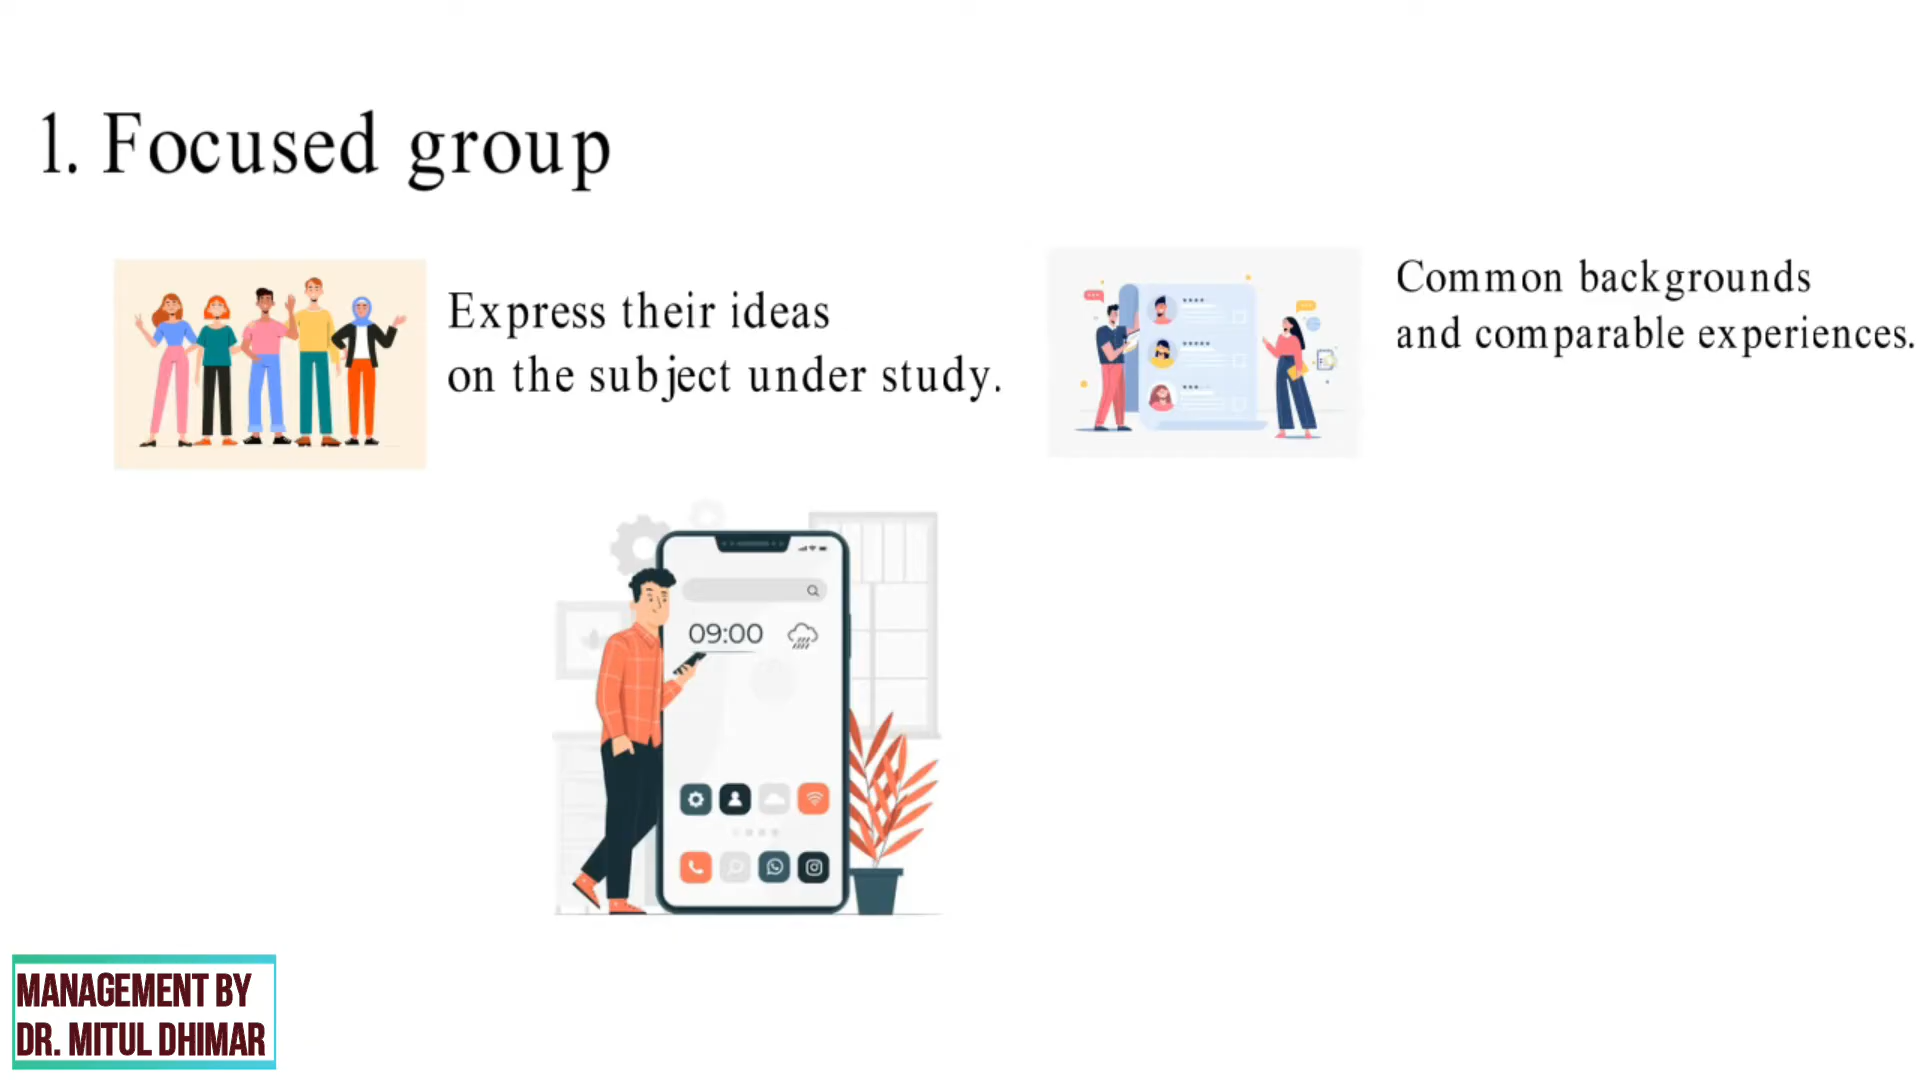 1. Focused group
Express their ideas
on the subject under study.
Common backgrounds
and comparable experiences.
09:00
MANAGEMENT BY
DR. MITUL DHIMAR